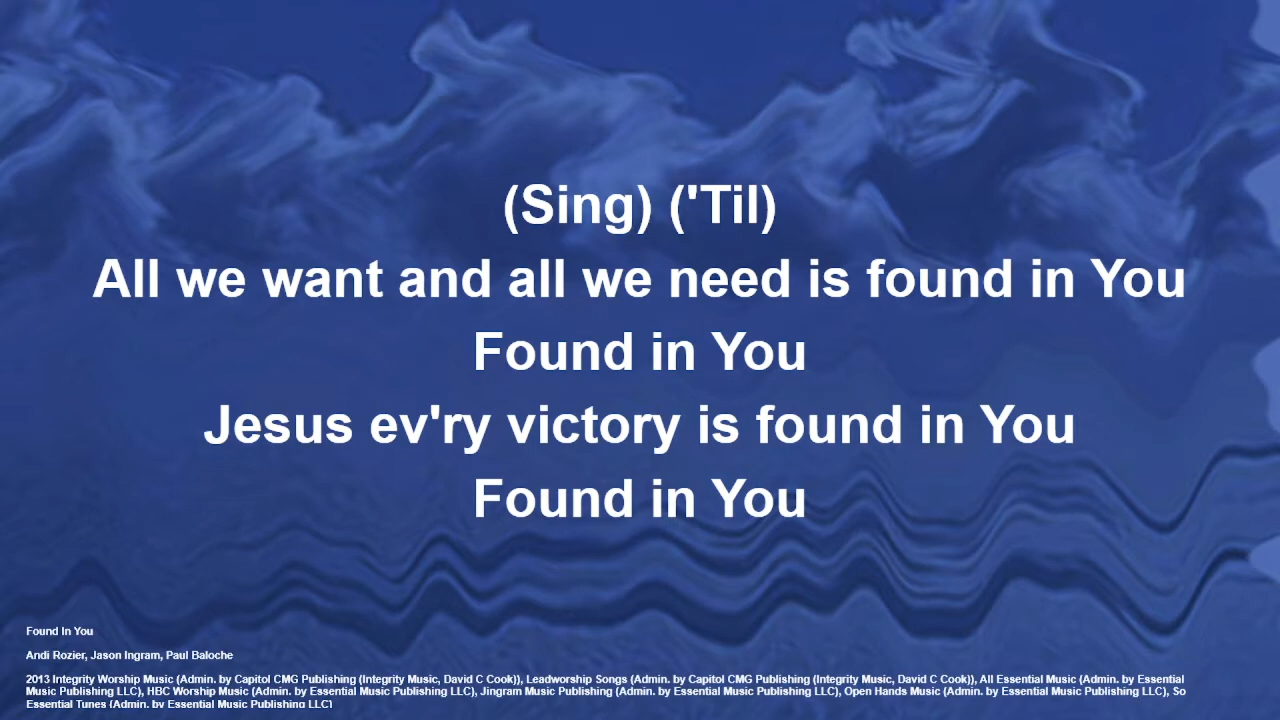 (Sing) ('Til)
All we want and all we need is found in You
Found in You
Jesus ev'ry victory is found in You
Found in You
Found In You
Andi Rozier, Jason Ingram, Paul Baloche
2013 Integrity Worship Music (Admin. by Capitol CMG Publishing (Integrity Music, David C Cook)), Leadworship Songs (Admin. by Capitol CMG Publishing (Integrity Music, David C Cook)), All Essential Music (Admin. by Essential
Music Publishing LLC), HBC Worship Music (Admin. by Essential Music Publishing LLC), Jingram Music Publishing (Admin. by Essential Music Publishing LLC), Open Hands Music (Admin. by Essential Music Publishing LLC), So
Essential Tunes (Admin. by Essential Music Publishing LLC)